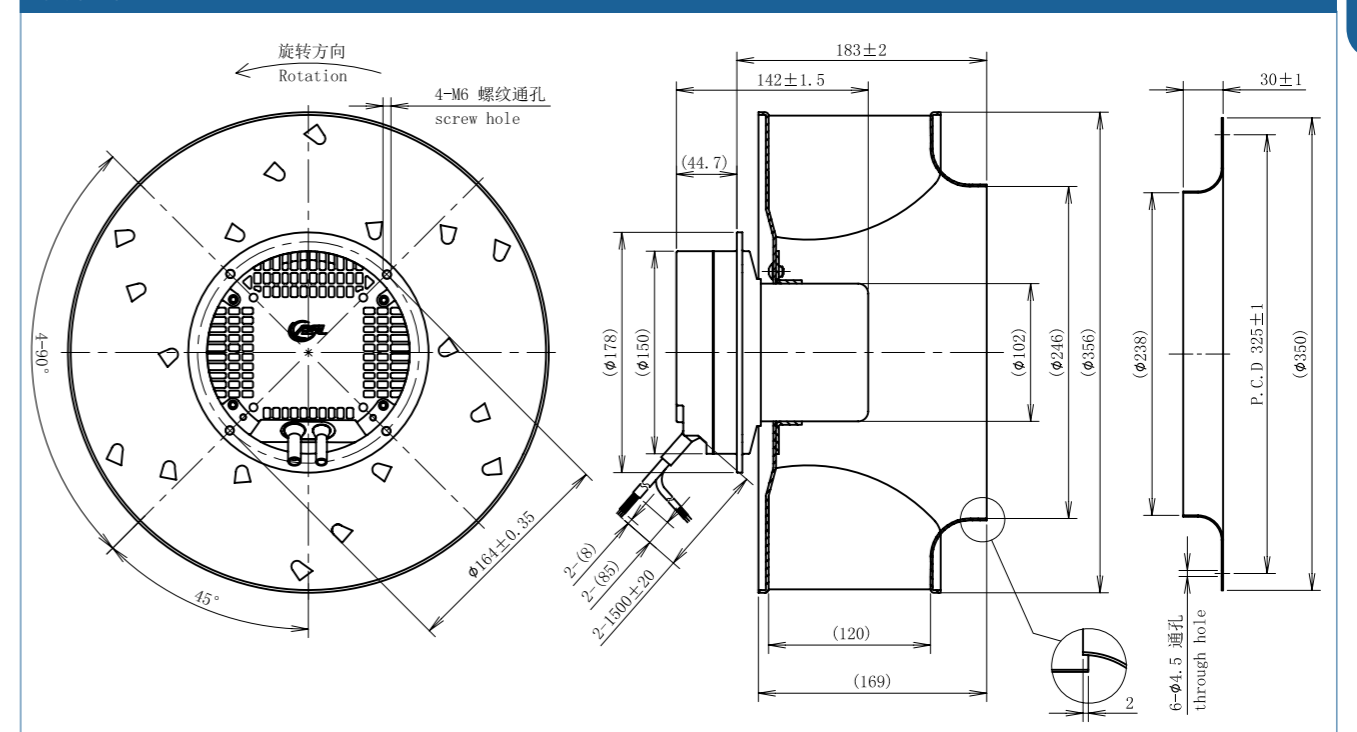 旋转方向
Rotation
4-M6 螺纹通孔
screw hole
4-90°
45°
ϕ164±0.35
183±2
142±1.5
(44.7)
(ϕ178)
(ϕ150)
(ϕ102)
(ϕ246)
(ϕ356)
2-(8)
2-(85)
2-1500±20
(120)
(169)
2
30±1
(ϕ238)
P.C.D 325±1
(ϕ350)
6-ϕ4.5 通孔
through hole